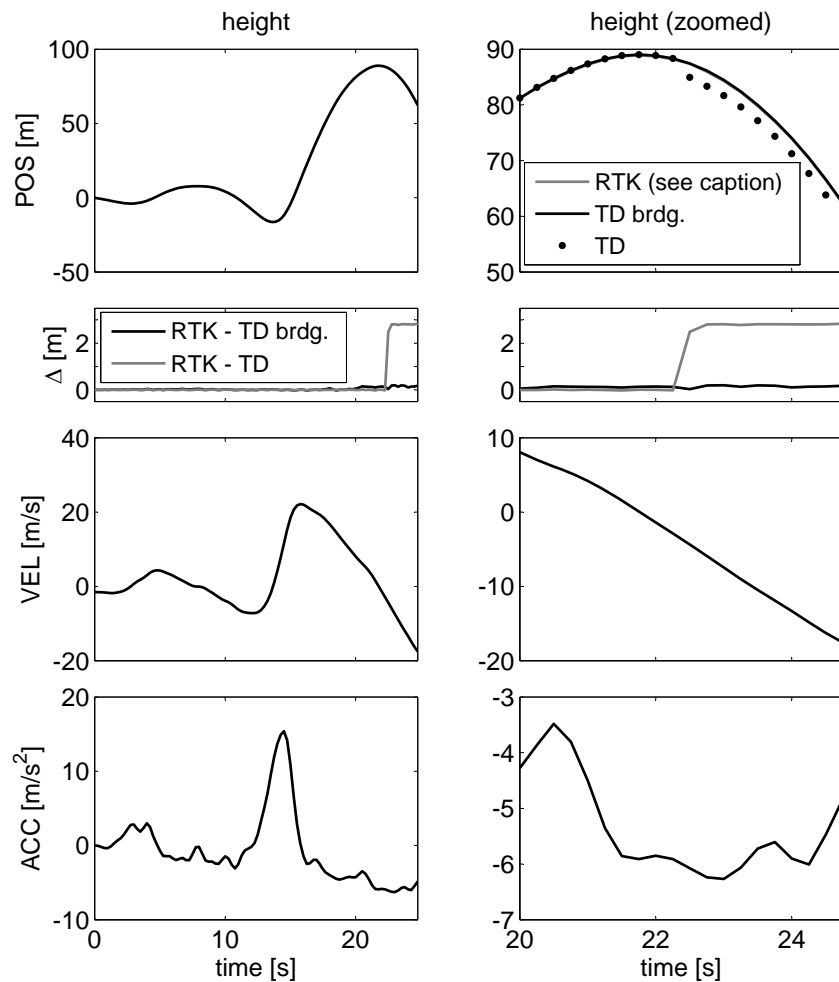 height
height (zoomed)
POS [m]
100
50
0
-50
90
80
70
60
50
RTK (see caption)
TD brdg.
TD
Δ [m]
2
0
RTK - TD brdg.
RTK - TD
2
0
VEL [m/s]
40
20
0
-20
10
0
-10
-20
ACC [m/s²]
20
10
0
-10
0
10
20
time [s]
-3
-4
-5
-6
-7
20
22
24
time [s]